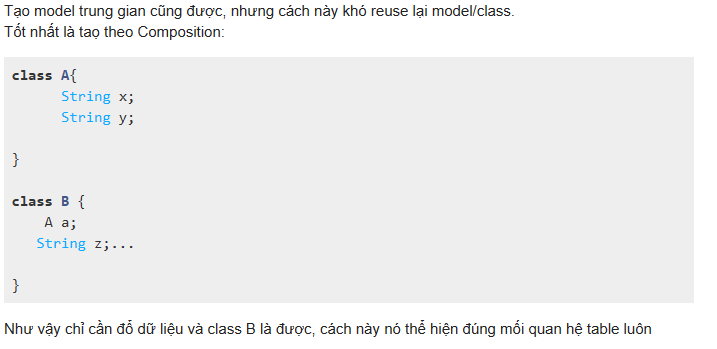 Tạo model trung gian cũng được, nhưng cách này khó reuse lại model/class.
Tốt nhất là taọ theo Composition:
class A{
String x;
String y;
}
class B {
A a;
String z;...
}
Như vậy chỉ cần đổ dữ liệu và class B là được, cách này nó thể hiện đúng mối quan hệ table luôn